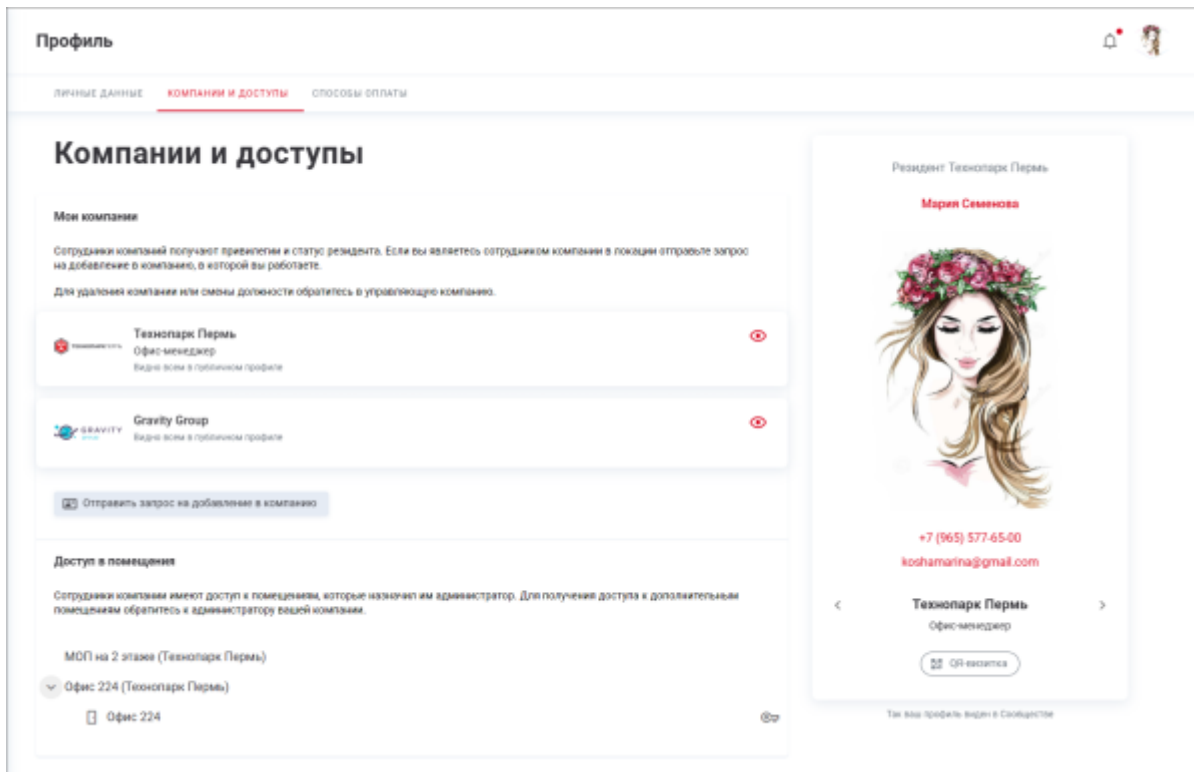 Профиль
ЛИЧНЫЕ ДАННЫЕ КОМПАНИИ И ДОСТУПЫ СПОСОБЫ ОПЛАТЫ
Компании и доступы
Мои компании
Сотрудники компаний получают привилегии и статус резидента. Если вы являетесь сотрудником компании в локации отправьте запрос
на добавление в компанию, в которой вы работаете.
Для удаления компании или смены должности обратитесь в управляющую компанию.
Технопарк Пермь
Офис-менеджер
Видно всем в публичном профиле
GRAVITY
Gravity Group
Видно всем в публичном профиле
Отправить запрос на добавление в компанию
Доступ в помещения
Сотрудники компании имеют доступ к помещениям, которые назначил им администратор. Для получения доступа к дополнительным
помещениям обратитесь к администратору вашей компании.
МОП на 2 этаже (Технопарк Пермь)
Офис 224 (Технопарк Пермь)
Офис 224
Резидент Технопарк Пермь
Мария Семенова
+7 (965) 577-65-00
koshamarina@gmail.com
Технопарк Пермь
Офис-менеджер
QR-визитка
Так ваш профиль виден в Сообществе